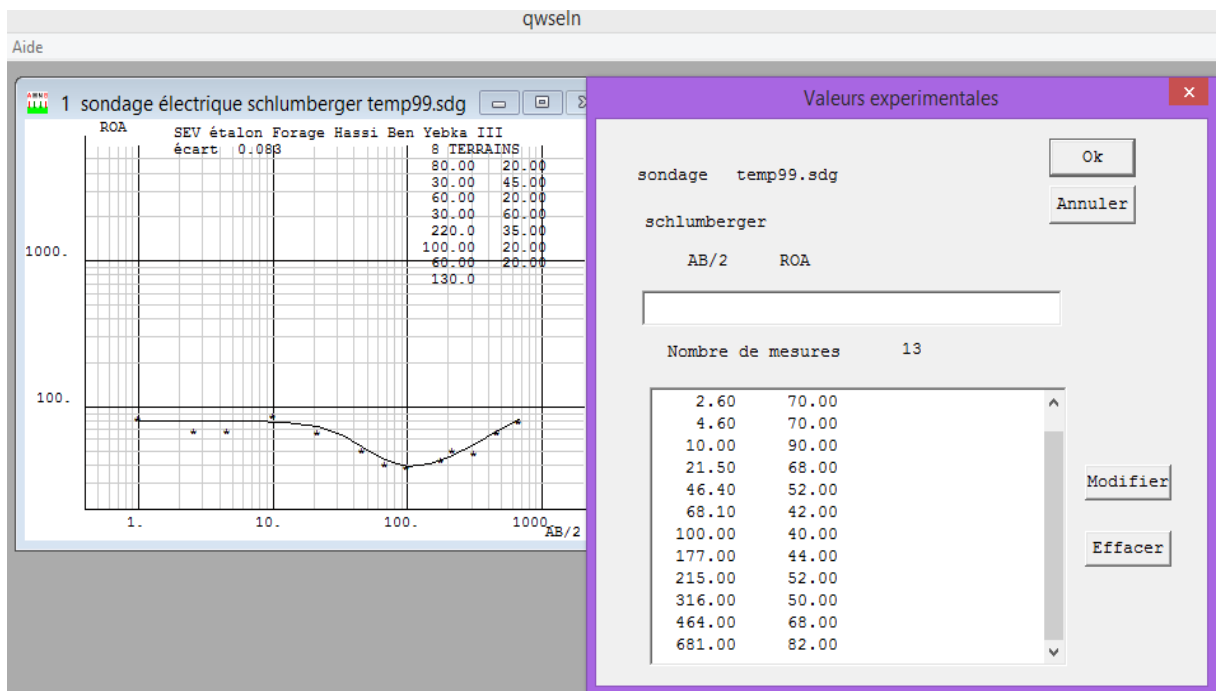 qwseln
Aide
1 sondage électrique schlumberger temp99.sdg
ROA
SEV étalon Forage Hassi Ben Yebka III
écart 0.083
8 TERRAINS
80.00 20.00
30.00 45.00
60.00 20.00
30.00 60.00
220.0 35.00
100.00 20.00
60.00 20.00
130.0
1000.
100.
1. 10. 100. 1000
AB/2
Valeurs experimentales
sondage temp99.sdg
Ok
Annuler
schlumberger
AB/2 ROA
Nombre de mesures 13
2.60 70.00
4.60 70.00
10.00 90.00
21.50 68.00
46.40 52.00
68.10 42.00
100.00 40.00
177.00 44.00
215.00 52.00
316.00 50.00
464.00 68.00
681.00 82.00
Modifier
Effacer